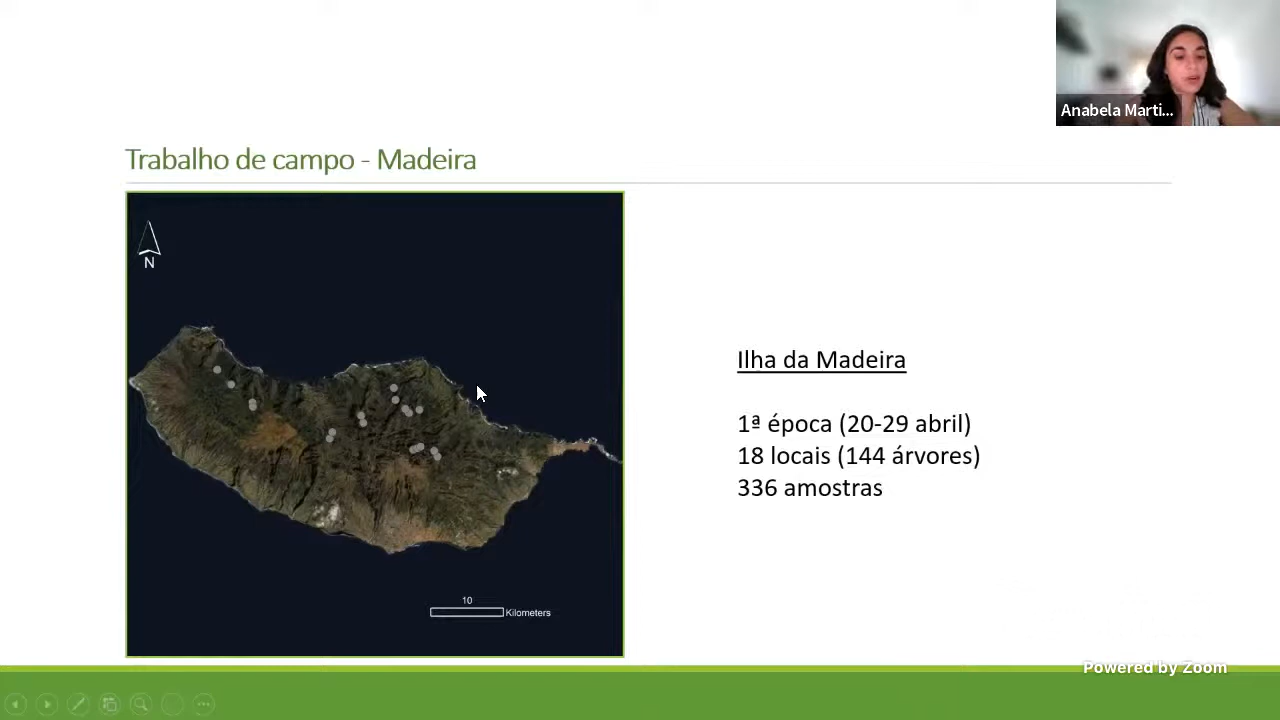 Anabela Marti...
Trabalho de campo - Madeira
N
Ilha da Madeira
1ª época (20-29 abril)
18 locais (144 árvores)
336 amostras
10
Kilometers
Powered by Zoom